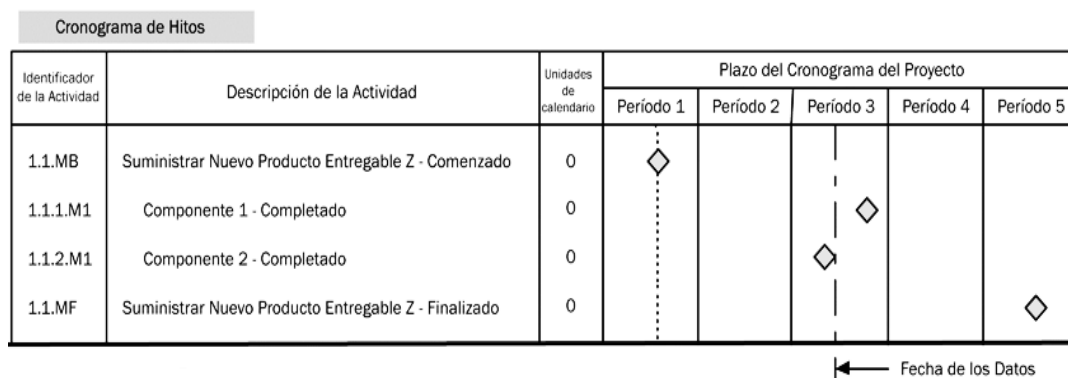 Cronograma de Hitos
Identificador
de la Actividad
Descripción de la Actividad
Unidades
de
calendario
Plazo del Cronograma del Proyecto
Período 1 Período 2 Período 3 Período 4 Período 5
1.1.MB Suministrar Nuevo Producto Entregable Z - Comenzado 0
1.1.1.M1 Componente 1 - Completado 0
1.1.2.M1 Componente 2 - Completado 0
1.1.MF Suministrar Nuevo Producto Entregable Z - Finalizado 0
Fecha de los Datos